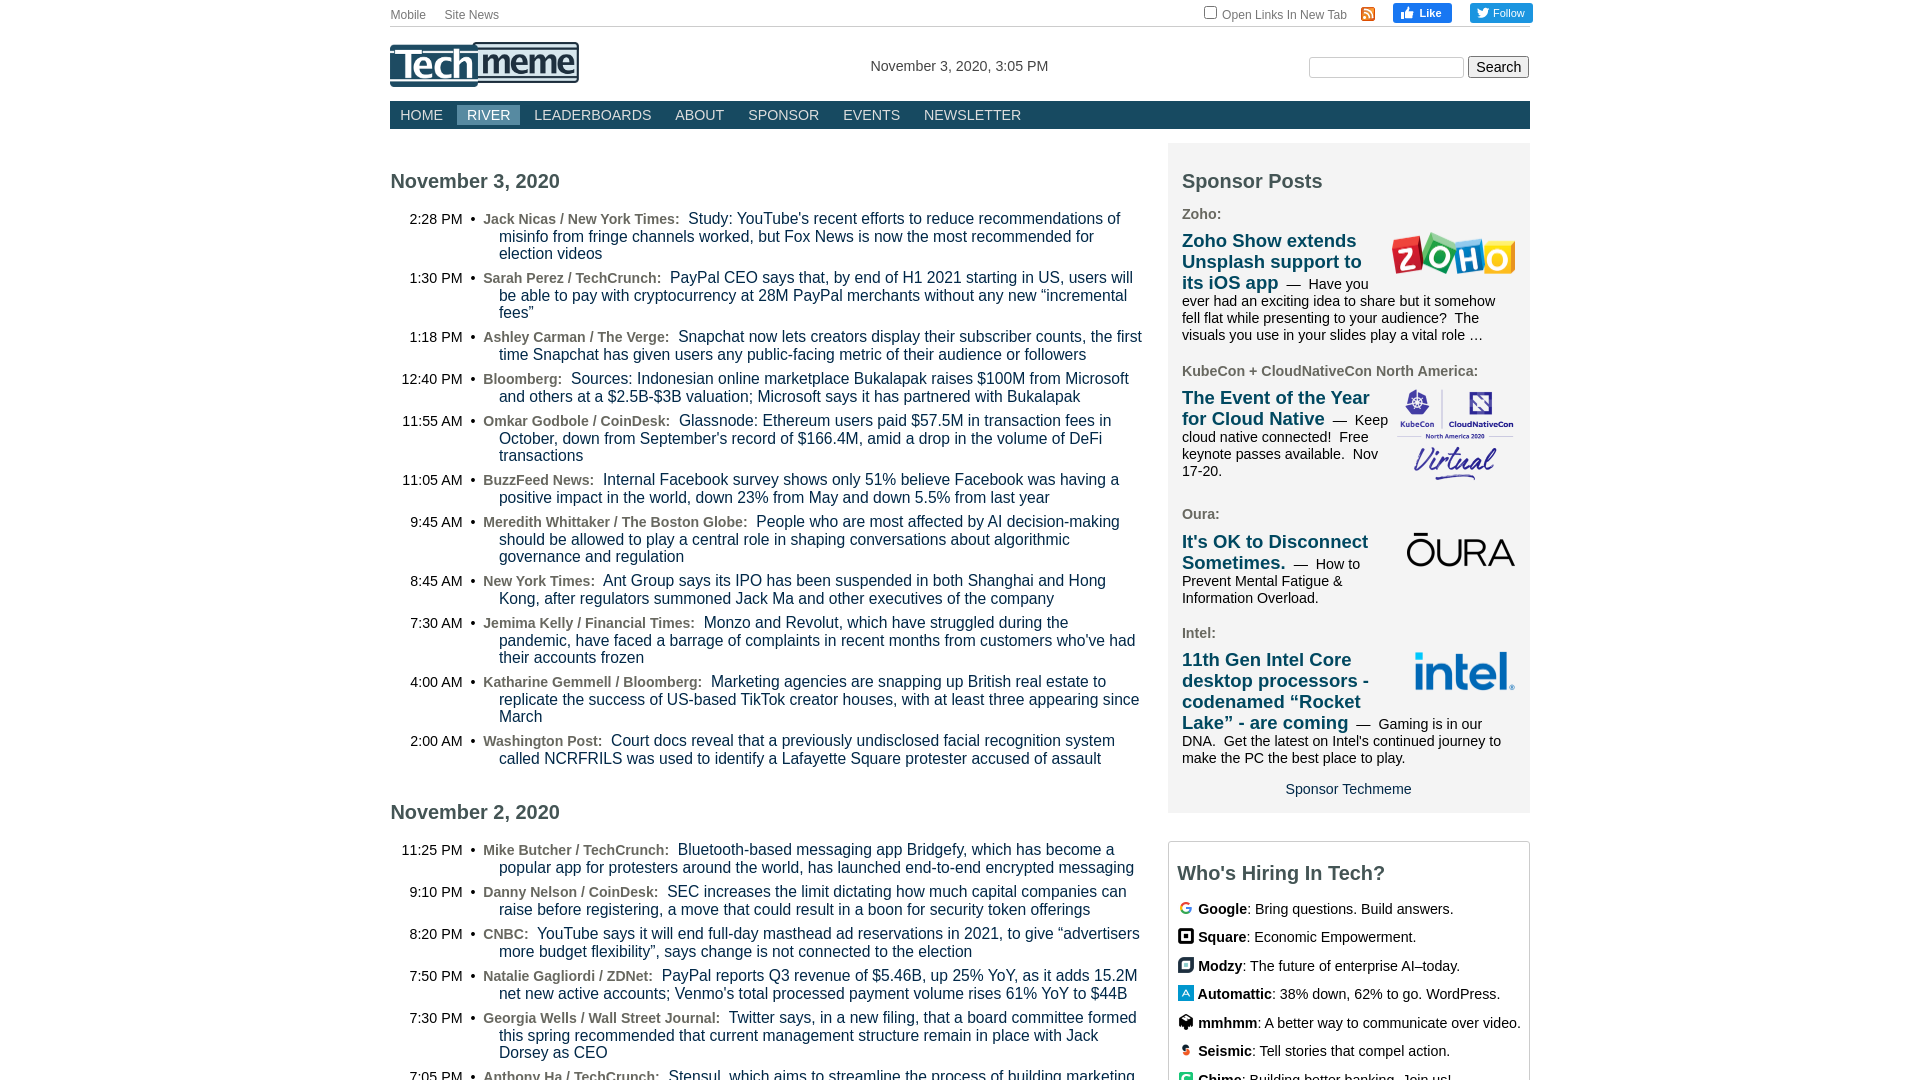 Mobile Site News
Open Links In New Tab
Like
Follow
Techmeme
November 3, 2020, 3:05 PM
Search
HOME RIVER LEADERBOARDS ABOUT SPONSOR EVENTS NEWSLETTER
November 3, 2020
2:28 PM • Jack Nicas / New York Times: Study: YouTube's recent efforts to reduce recommendations of
misinfo from fringe channels worked, but Fox News is now the most recommended for
election videos
1:30 PM • Sarah Perez / TechCrunch: PayPal CEO says that, by end of H1 2021 starting in US, users will
be able to pay with cryptocurrency at 28M PayPal merchants without any new “incremental
fees”
1:18 PM • Ashley Carman / The Verge: Snapchat now lets creators display their subscriber counts, the first
time Snapchat has given users any public-facing metric of their audience or followers
12:40 PM • Bloomberg: Sources: Indonesian online marketplace Bukalapak raises $100M from Microsoft
and others at a $2.5B-$3B valuation; Microsoft says it has partnered with Bukalapak
11:55 AM • Omkar Godbole / CoinDesk: Glassnode: Ethereum users paid $57.5M in transaction fees in
October, down from September's record of $166.4M, amid a drop in the volume of DeFi
transactions
11:05 AM • BuzzFeed News: Internal Facebook survey shows only 51% believe Facebook was having a
positive impact in the world, down 23% from May and down 5.5% from last year
9:45 AM • Meredith Whittaker / The Boston Globe: People who are most affected by AI decision-making
should be allowed to play a central role in shaping conversations about algorithmic
governance and regulation
8:45 AM • New York Times: Ant Group says its IPO has been suspended in both Shanghai and Hong
Kong, after regulators summoned Jack Ma and other executives of the company
7:30 AM • Jemima Kelly / Financial Times: Monzo and Revolut, which have struggled during the
pandemic, have faced a barrage of complaints in recent months from customers who've had
their accounts frozen
4:00 AM • Katharine Gemmell / Bloomberg: Marketing agencies are snapping up British real estate to
replicate the success of US-based TikTok creator houses, with at least three appearing since
March
2:00 AM • Washington Post: Court docs reveal that a previously undisclosed facial recognition system
called NCRFRILS was used to identify a Lafayette Square protester accused of assault
November 2, 2020
11:25 PM • Mike Butcher / TechCrunch: Bluetooth-based messaging app Bridgefy, which has become a
popular app for protesters around the world, has launched end-to-end encrypted messaging
9:10 PM • Danny Nelson / CoinDesk: SEC increases the limit dictating how much capital companies can
raise before registering, a move that could result in a boon for security token offerings
8:20 PM • CNBC: YouTube says it will end full-day masthead ad reservations in 2021, to give “advertisers
more budget flexibility”, says change is not connected to the election
7:50 PM • Natalie Gagliordi / ZDNet: PayPal reports Q3 revenue of $5.46B, up 25% YoY, as it adds 15.2M
net new active accounts; Venmo's total processed payment volume rises 61% YoY to $44B
7:30 PM • Georgia Wells / Wall Street Journal: Twitter says, in a new filing, that a board committee formed
this spring recommended that current management structure remain in place with Jack
Dorsey as CEO
7:05 PM • Anthony Ha / TechCrunch: Stensul, which aims to streamline the process of building marketing
Sponsor Posts
Zoho:
ZOHO
Zoho Show extends
Unsplash support to
its iOS app — Have you
ever had an exciting idea to share but it somehow
fell flat while presenting to your audience? The
visuals you use in your slides play a vital role …
KubeCon + CloudNativeCon North America:
KubeCon CloudNativeCon
North America 2020
Virtual
The Event of the Year
for Cloud Native — Keep
cloud native connected! Free
keynote passes available. Nov
17-20.
Oura:
ŌURA
It's OK to Disconnect
Sometimes. — How to
Prevent Mental Fatigue &
Information Overload.
Intel:
intel®
11th Gen Intel Core
desktop processors -
codenamed “Rocket
Lake” - are coming — Gaming is in our
DNA. Get the latest on Intel's continued journey to
make the PC the best place to play.
Sponsor Techmeme
Who's Hiring In Tech?
Google: Bring questions. Build answers.
Square: Economic Empowerment.
Modzy: The future of enterprise AI–today.
Automattic: 38% down, 62% to go. WordPress.
mmhmm: A better way to communicate over video.
Seismic: Tell stories that compel action.
Chime: Building better banking. Join us!